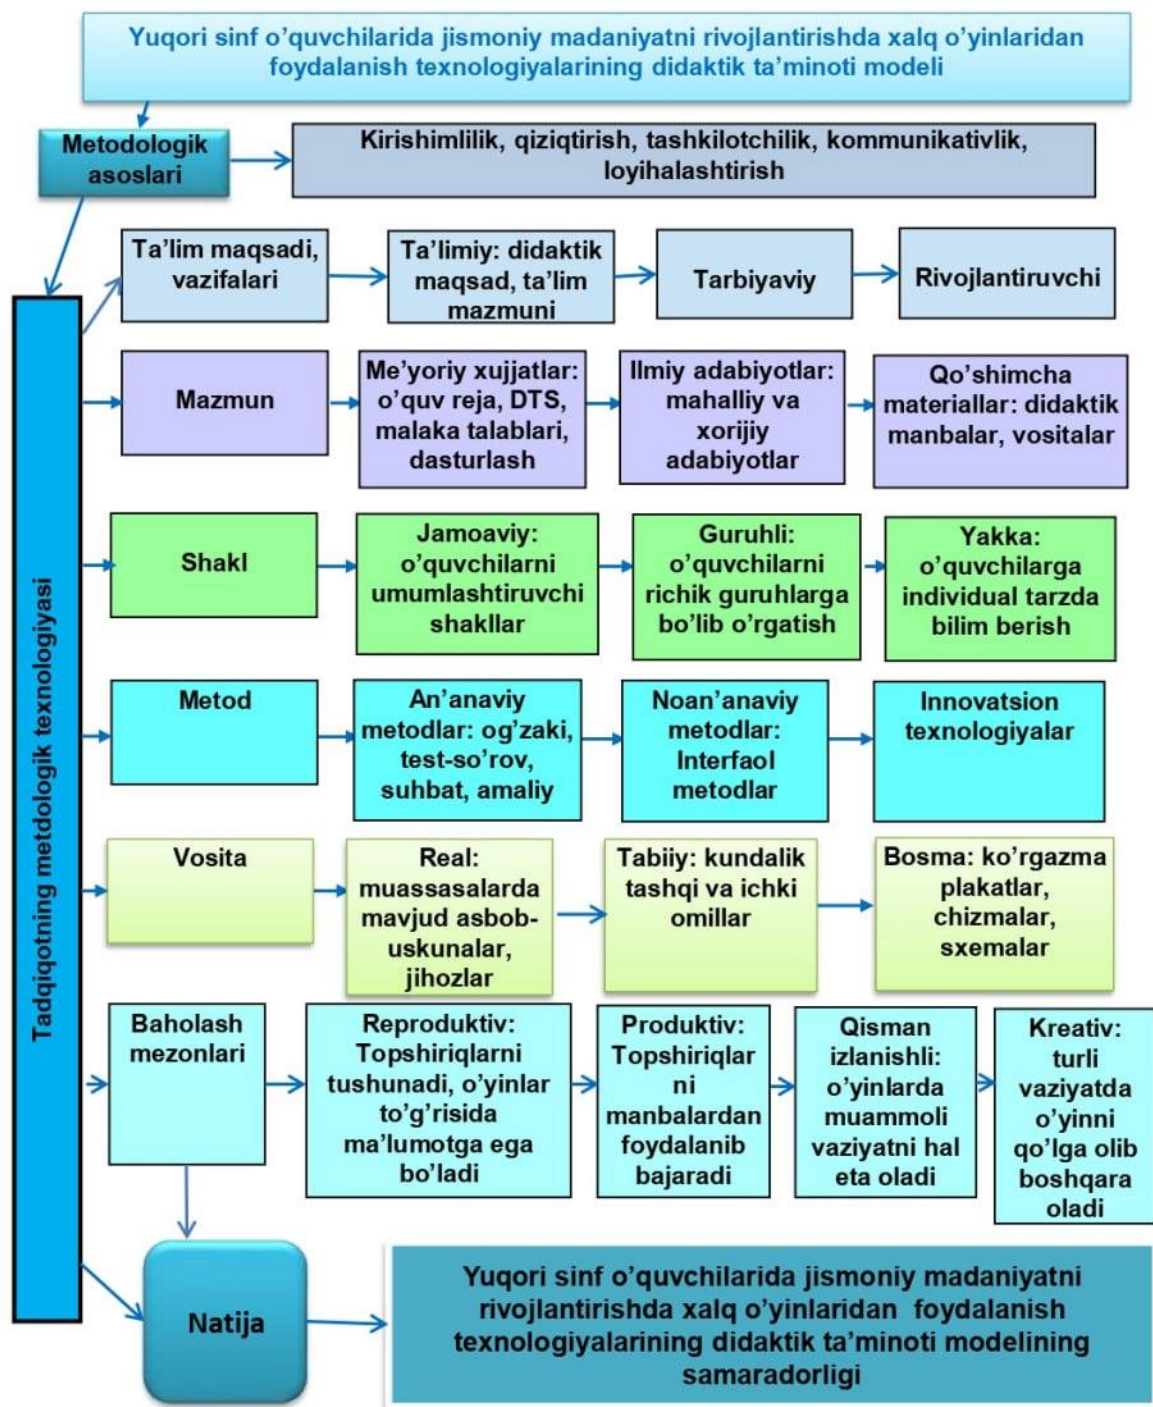 Yuqori sinf o’quvchilarida jismoniy madaniyatni rivojlantirishda xalq o’yinlaridan
foydalanish texnologiyalarining didaktik ta’minoti modeli
Metodologik
asoslari
Kirishimlilik, qiziqtirish, tashkilotchilik, kommunikativlik,
loyihalashtirish
Tadqiqotning metdologik texnologiyasi
Ta’lim maqsadi,
vazifalari
Ta’limiy: didaktik
maqsad, ta’lim
mazmuni
Tarbiyaviy
Rivojlantiruvchi
Mazmun
Me’yoriy xujjatlar:
o’quv reja, DTS,
malaka talablari,
dasturlash
Ilmiy adabiyotlar:
mahalliy va
xorijiy
adabiyotlar
Qo’shimcha
materiallar: didaktik
manbalar, vositalar
Shakl
Jamoaviy:
o’quvchilarni
umumlashtiruvchi
shakllar
Guruhli:
o’quvchilarni
richik guruhlarga
bo’lib o’rgatish
Yakka:
o’quvchilarga
individual tarzda
bilim berish
Metod
An’anaviy
metodlar: og’zaki,
test-so’rov,
suhbat, amaliy
Noan’anaviy
metodlar:
Interfaol
metodlar
Innovatsion
texnologiyalar
Vosita
Real:
muassasalarda
mavjud asbob-
uskunalar,
jihozlar
Tabiiy: kundalik
tashqi va ichki
omillar
Bosma: ko’rgazma
plakatlar,
chizmalar,
sxemalar
Baholash
mezonlari
Reproduktiv:
Topshiriqlarni
tushunadi, o’yinlar
to’g’risida
ma’lumotga ega
bo’ladi
Produktiv:
Topshiriqlar
ni
manbalardan
foydalanib
bajaradi
Qisman
izlanishli:
o’yinlarda
muammoli
vaziyatni hal
eta oladi
Kreativ:
turli
vaziyatda
o’yinni
qo’lga olib
boshqara
oladi
Natija
Yuqori sinf o’quvchilarida jismoniy madaniyatni
rivojlantirishda xalq o’yinlaridan foydalanish
texnologiyalarining didaktik ta’minoti modelining
samaradorligi